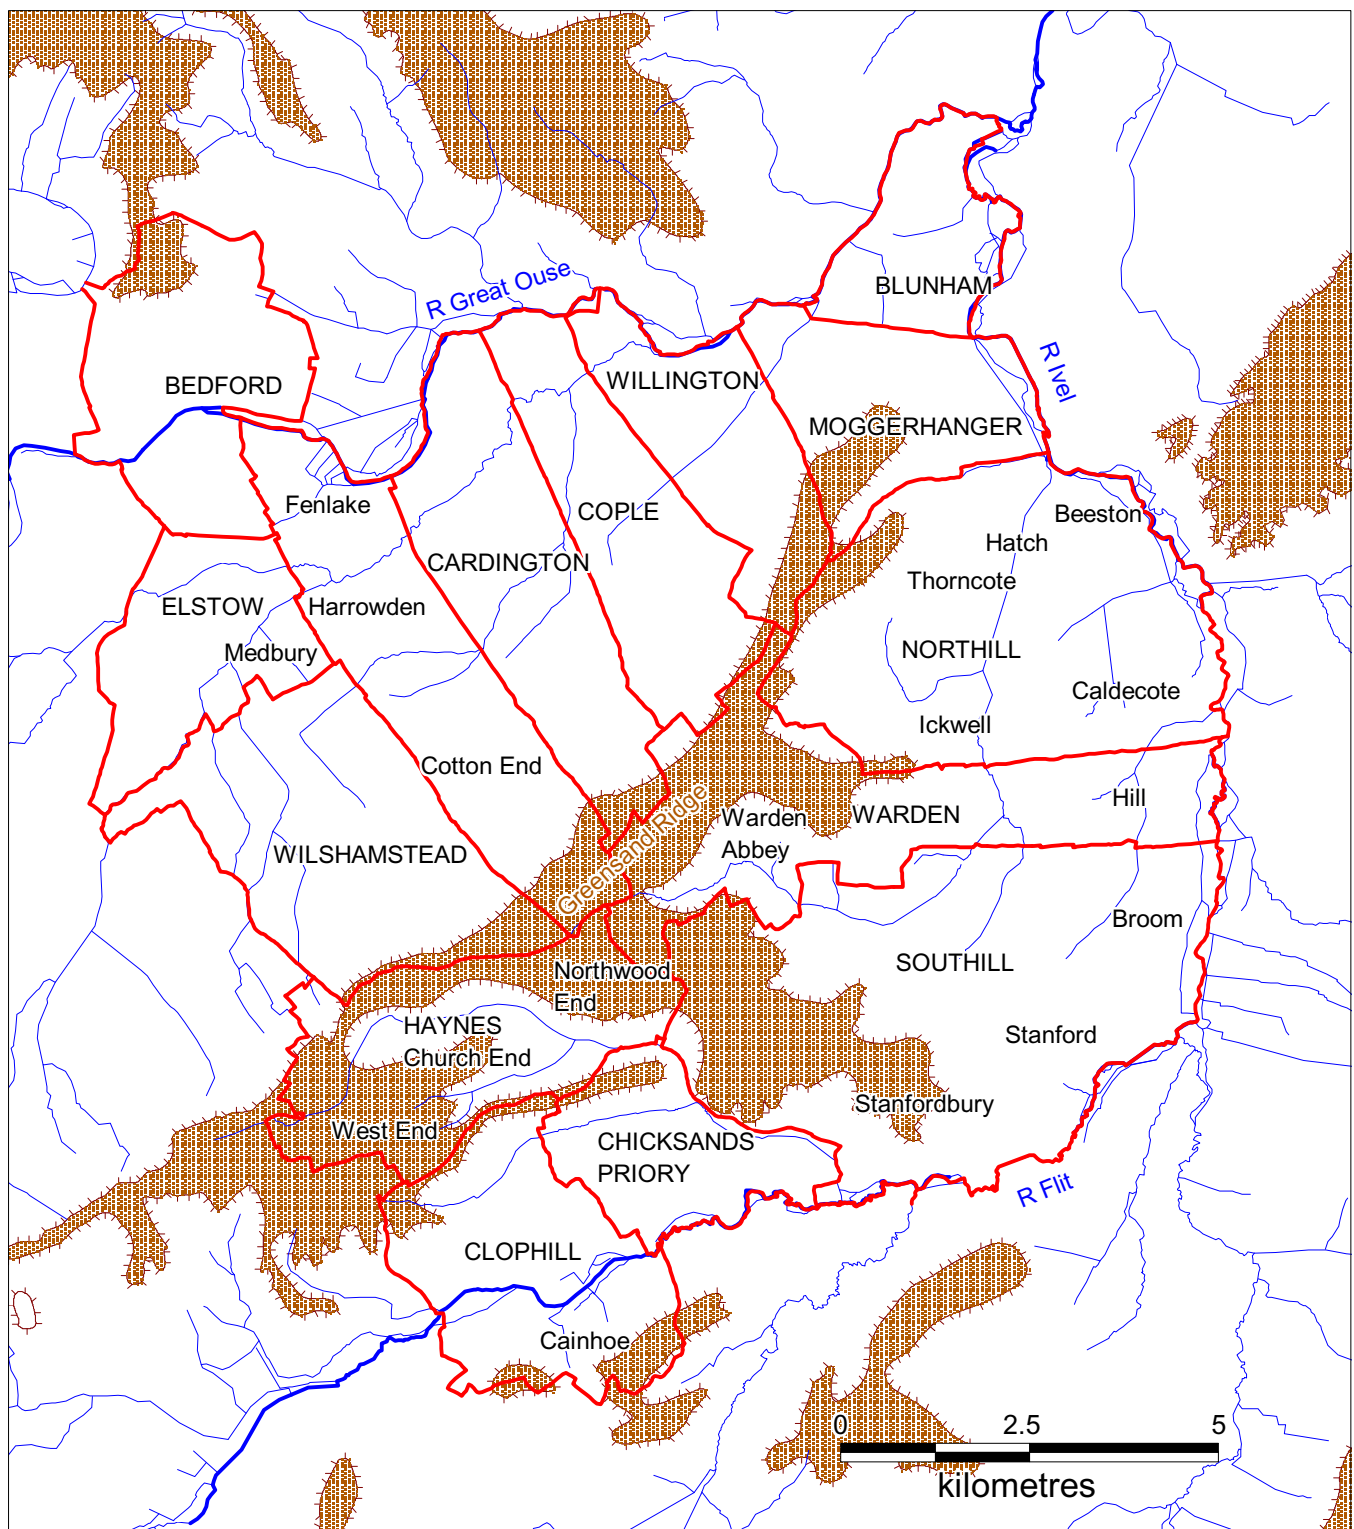 R Great Ouse
BLUNHAM
R Ivel
BEDFORD
WILLINGTON
MOGGERHANGER
Fenlake
COPLE
Beeston
Hatch
CARDINGTON
Thorncote
ELSTOW
Harrowden
Medbury
NORTHILL
Caldecote
Ickwell
Cotton End
Hill
Greensand Ridge
Warden
Abbey
WARDEN
WILSHAMSTEAD
Broom
SOUTHILL
Northwood
End
HAYNES
Church End
Stanford
Stanfordbury
West End
CHICKSANDS
PRIORY
R Flit
CLOPHILL
Cainhoe
0 2.5 5
kilometres